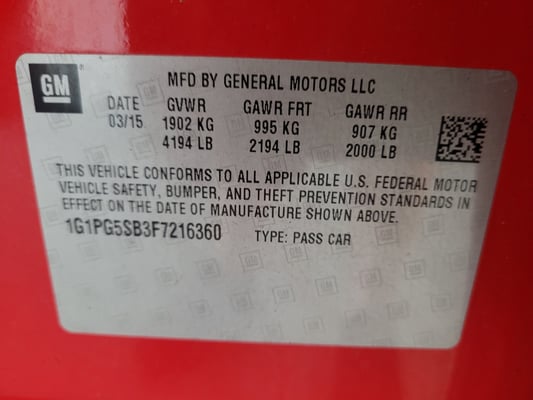 GM
MFD BY GENERAL MOTORS LLC
DATE GVWR GAWR FRT GAWR RR
03/15 1902 KG 995 KG 907 KG
4194 LB 2194 LB 2000 LB
THIS VEHICLE CONFORMS TO ALL APPLICABLE U.S. FEDERAL MOTOR
VEHICLE SAFETY, BUMPER, AND THEFT PREVENTION STANDARDS IN
EFFECT ON THE DATE OF MANUFACTURE SHOWN ABOVE.
1G1PG5SB3F7216360 TYPE: PASS CAR